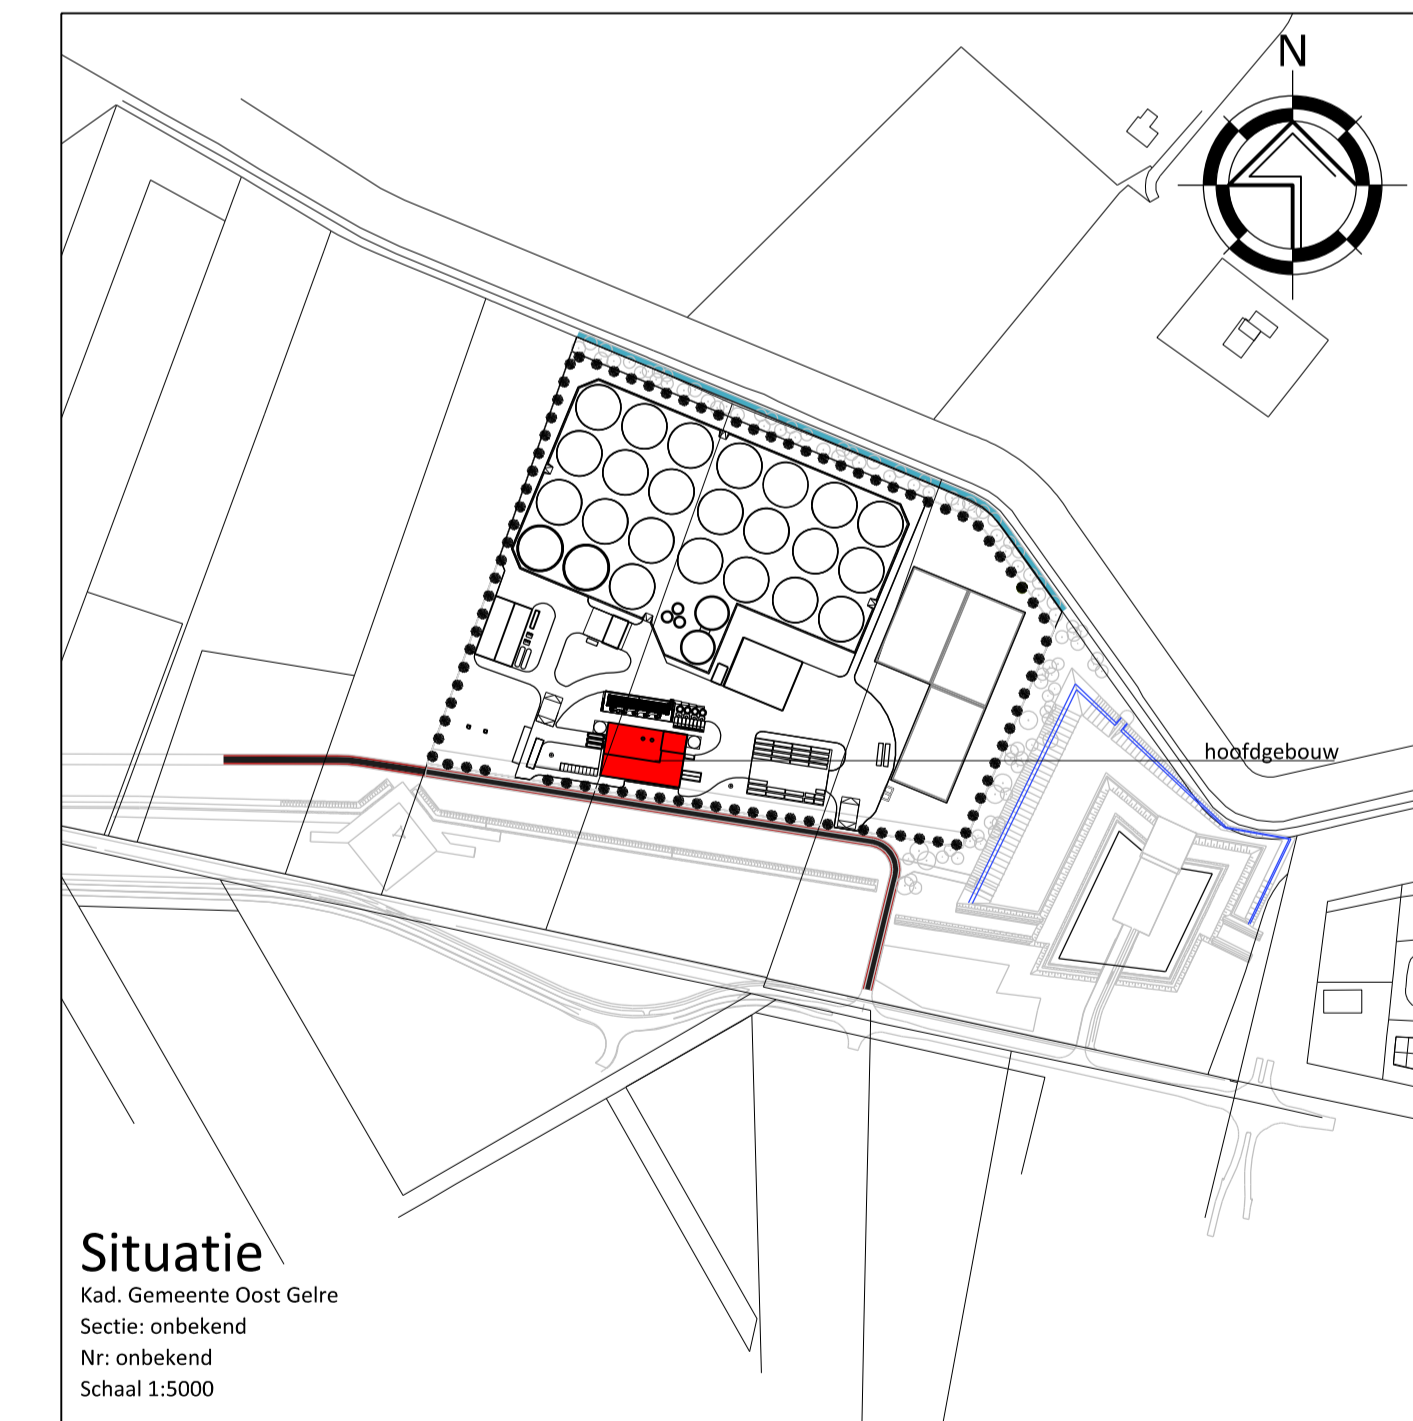 N
hoofdgebouw
Situatie
Kad. Gemeente Oost Gelre
Sectie: onbekend
Nr: onbekend
Schaal 1:5000